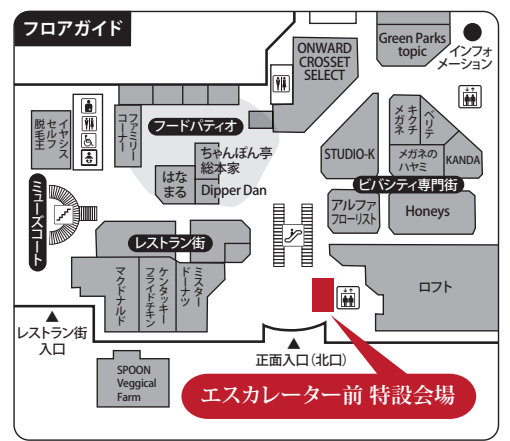 フロアガイド
ONWARD
CROSSET
SELECT
Green Parks
topic
インフォ
メーション
イヤシス
セルフ
脱毛王
ファミリー
コーナー
フードパティオ
ちゃんぽん亭
総本家
はな
まる
Dipper Dan
STUDIO-K
キクチ
メガネ
ベリテ
メガネの
ハヤミ
KANDA
ビバシティ専門街
アルファ
フローリスト
Honeys
ミューズコート
レストラン街
マクドナルド
ケンタッキー
フライドチキン
ミスター
ドーナツ
ロフト
レストラン街
入口
正面入口(北口)
SPOON
Veggical
Farm
エスカレーター前 特設会場